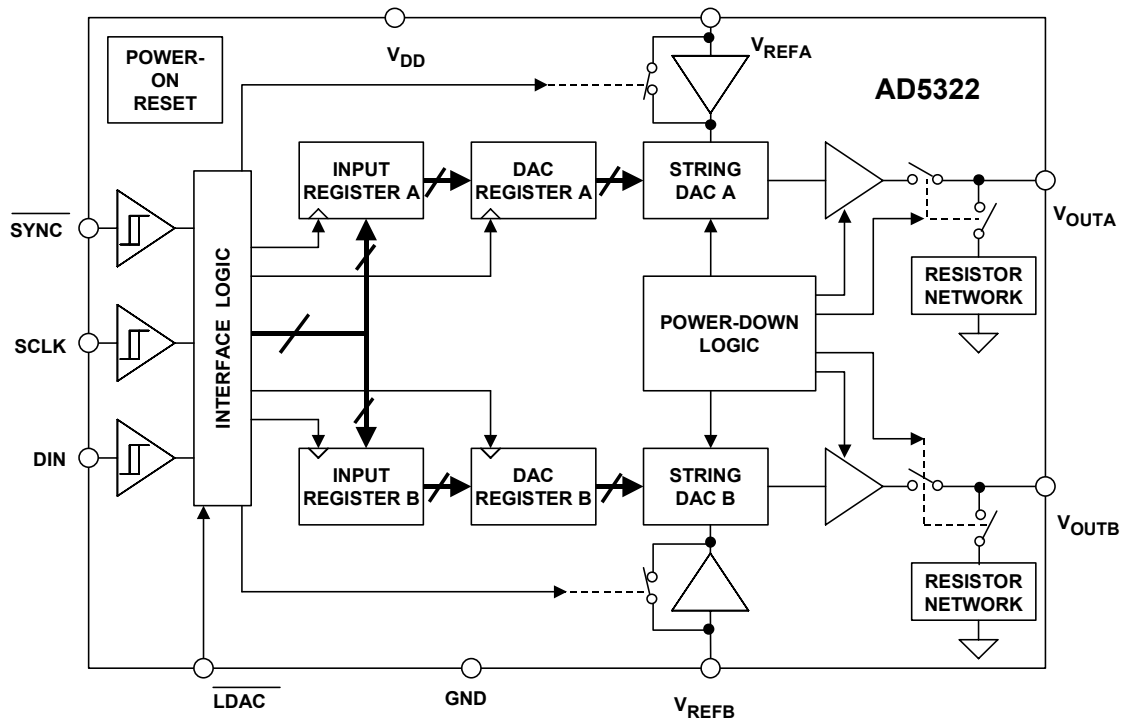 POWER-
ON
RESET
VDD
VREFA
AD5322
INPUT
REGISTER A
DAC
REGISTER A
STRING
DAC A
SYNC
VOUTA
INTERFACE LOGIC
RESISTOR
NETWORK
SCLK
POWER-DOWN
LOGIC
DIN
INPUT
REGISTER B
DAC
REGISTER B
STRING
DAC B
VOUTB
RESISTOR
NETWORK
LDAC
GND
VREFB